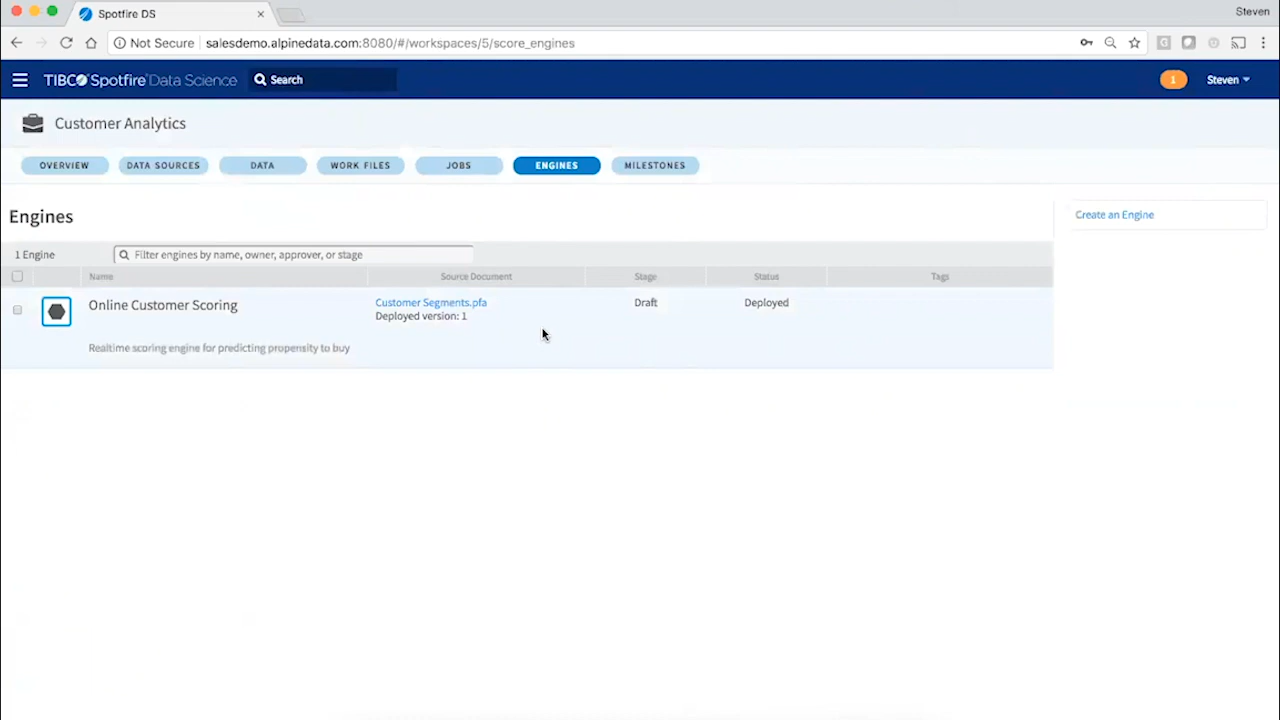 Spotfire DS
Steven
Not Secure
salesdemo.alpinedata.com:8080/#/workspaces/5/score_engines
TIBCO Spotfire Data Science
Search
1
Steven
Customer Analytics
OVERVIEW
DATA SOURCES
DATA
WORK FILES
JOBS
ENGINES
MILESTONES
Engines
Create an Engine
1 Engine
Filter engines by name, owner, approver, or stage
Name
Source Document
Stage
Status
Tags
Online Customer Scoring
Customer Segments.pfa
Draft
Deployed
Deployed version: 1
Realtime scoring engine for predicting propensity to buy